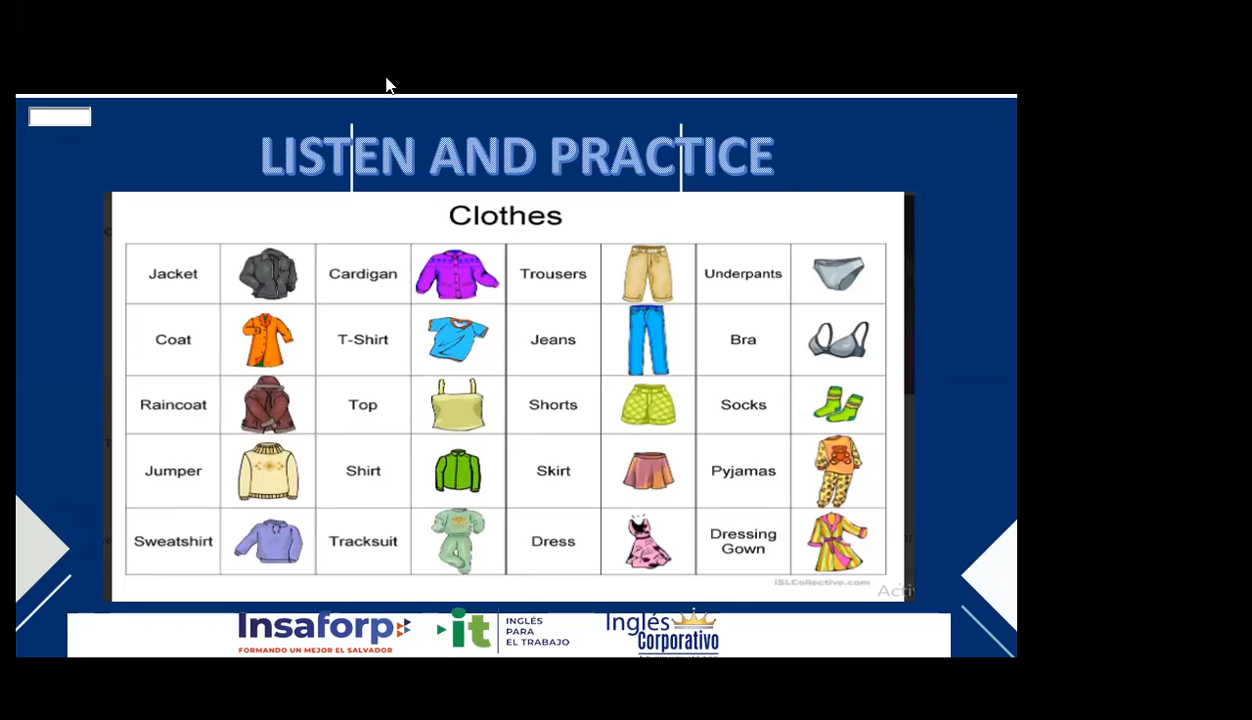 LISTEN AND PRACTICE
Clothes
Jacket Cardigan Trousers Underpants
Coat T-Shirt Jeans Bra
Raincoat Top Shorts Socks
Jumper Shirt Skirt Pyjamas
Sweatshirt Tracksuit Dress Dressing
Gown
iSLCollective.com
Acti
Insaforp
FORMANDO UN MEJOR EL SALVADOR
it
INGLÉS
PARA
EL TRABAJO
Inglés
Corporativo